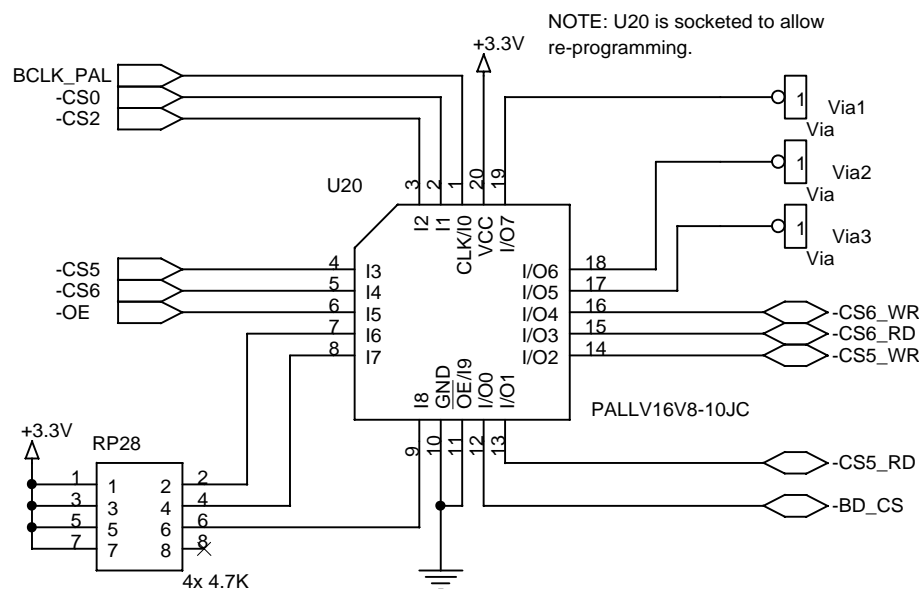 NOTE: U20 is socketed to allow
re-programming.
+3.3V
BCLK_PAL
-CS0
-CS2
1
Via1
Via
1
Via2
Via
1
Via3
Via
U20
3
2
1
20
19
I2
I1
CLK/I0
VCC
I/O7
-CS5
4
I3
-CS6
5
I4
-OE
6
I5
7
I6
8
I7
I/O6
18
I/O5
17
I/O4
16
-CS6_WR
I/O3
15
-CS6_RD
I/O2
14
-CS5_WR
I8
GND
OE/I9
I/O0
I/O1
9
10
11
12
13
PALLV16V8-10JC
+3.3V
RP28
1
1
2
2
3
3
4
4
5
5
6
6
7
7
8
8
4x 4.7K
-CS5_RD
-BD_CS